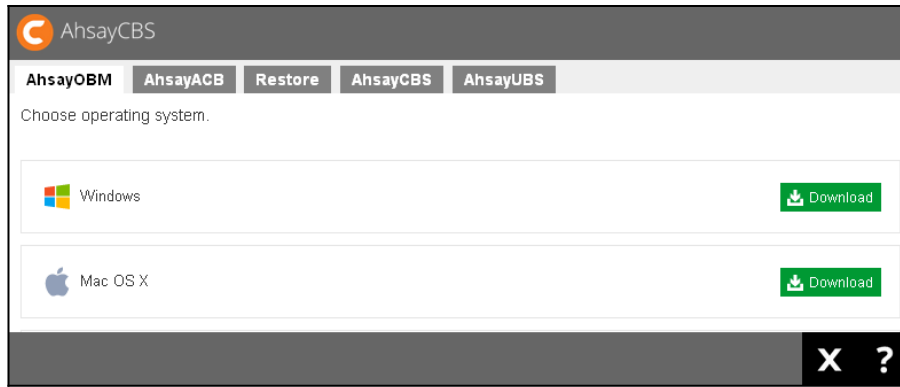 AhsayCBS
AhsayOBM AhsayACB Restore AhsayCBS AhsayUBS
Choose operating system.
Windows Download
Mac OS X Download
X ?